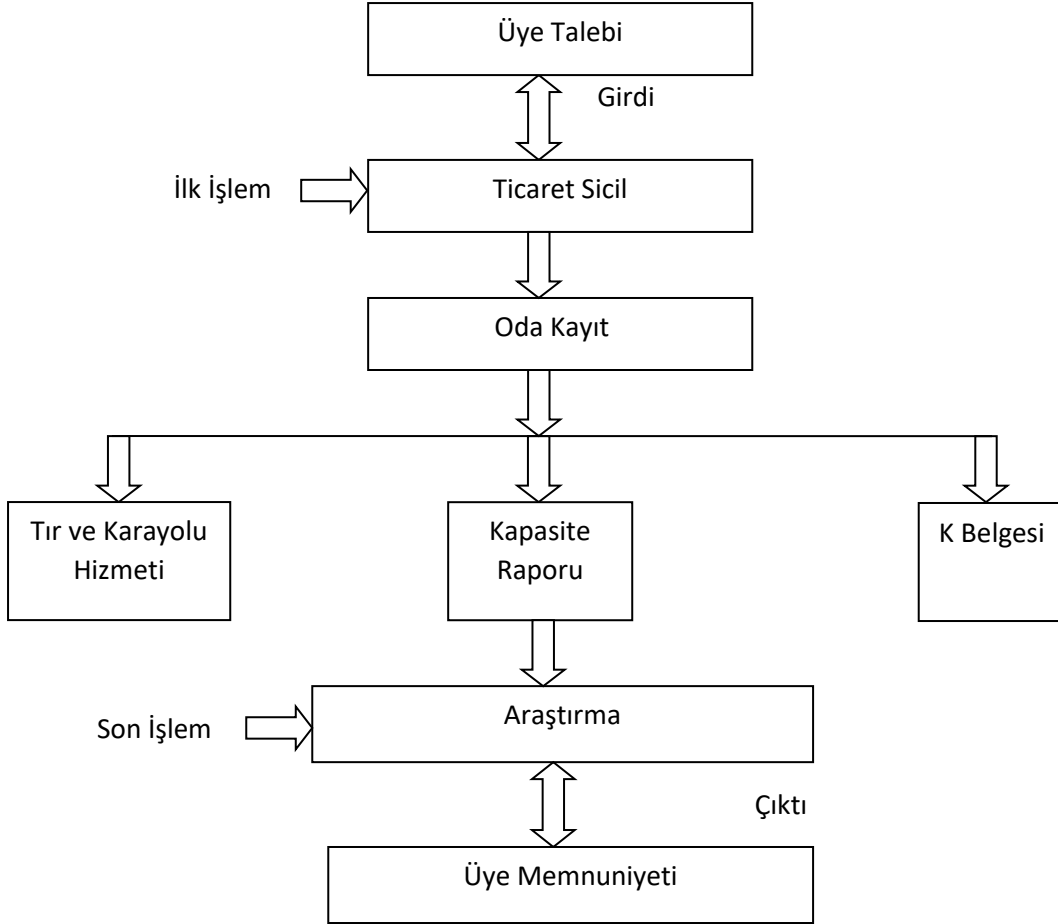 Üye Talebi
Girdi
İlk İşlem
Ticaret Sicil
Oda Kayıt
Tır ve Karayolu
Hizmeti
Kapasite
Raporu
K Belgesi
Araştırma
Son İşlem
Çıktı
Üye Memnuniyeti